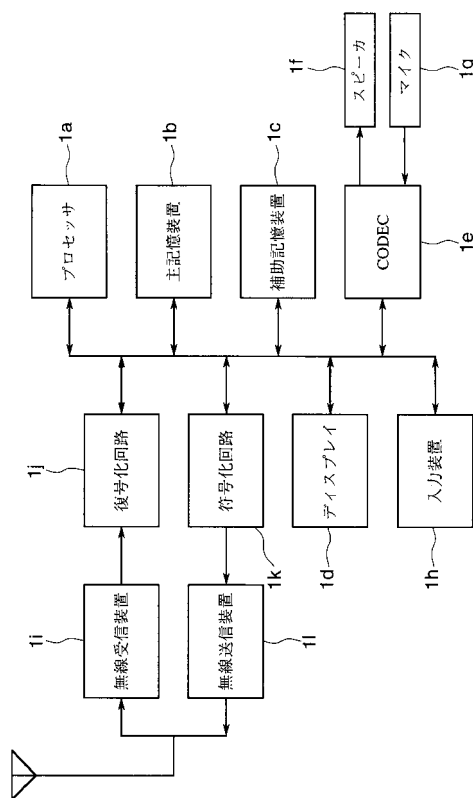 1i
無線受信装置
1l
無線送信装置
1j
復号化回路
1k
符号化回路
1d
ディスプレイ
1h
入力装置
1a
プロセッサ
1b
主記憶装置
1c
補助記憶装置
1e
CODEC
1f
スピーカ
1g
マイク